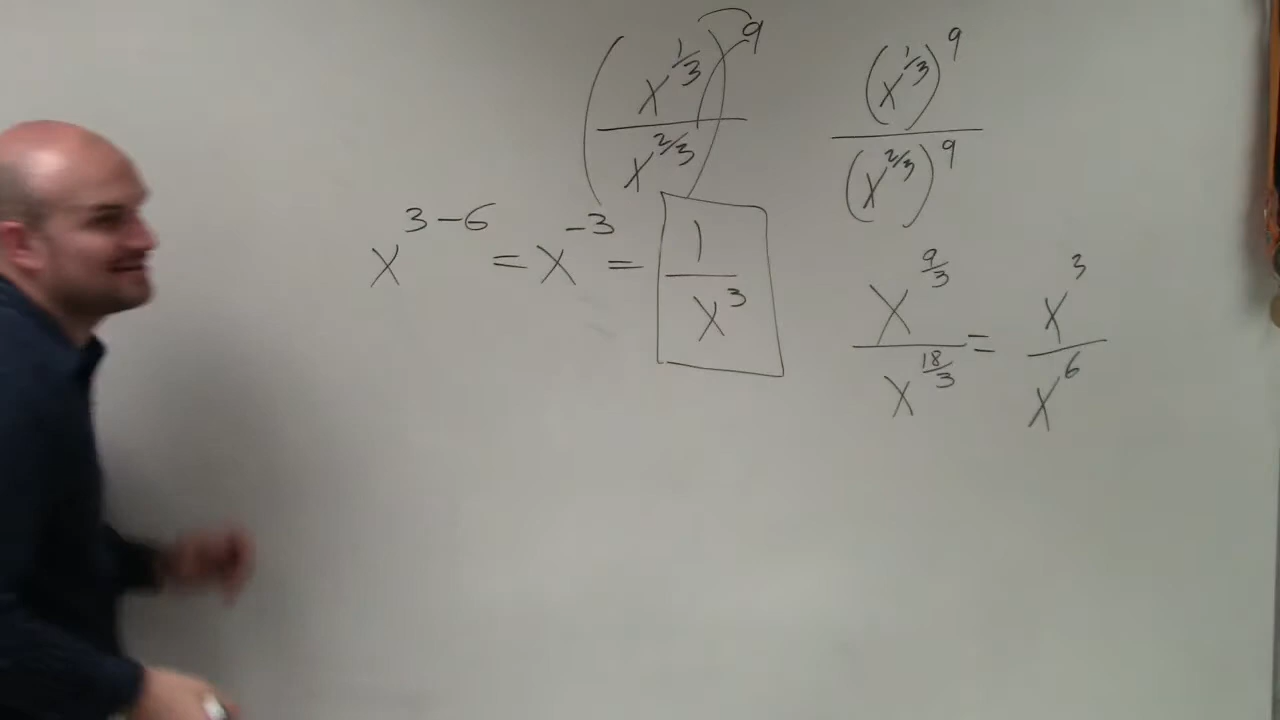 (x^{1/3} / x^{2/3})^9
(x^{1/3})^9 / (x^{2/3})^9
x^{3-6} = x^{-3} = 1 / x^3
x^{9/3} / x^{18/3} = x^3 / x^6